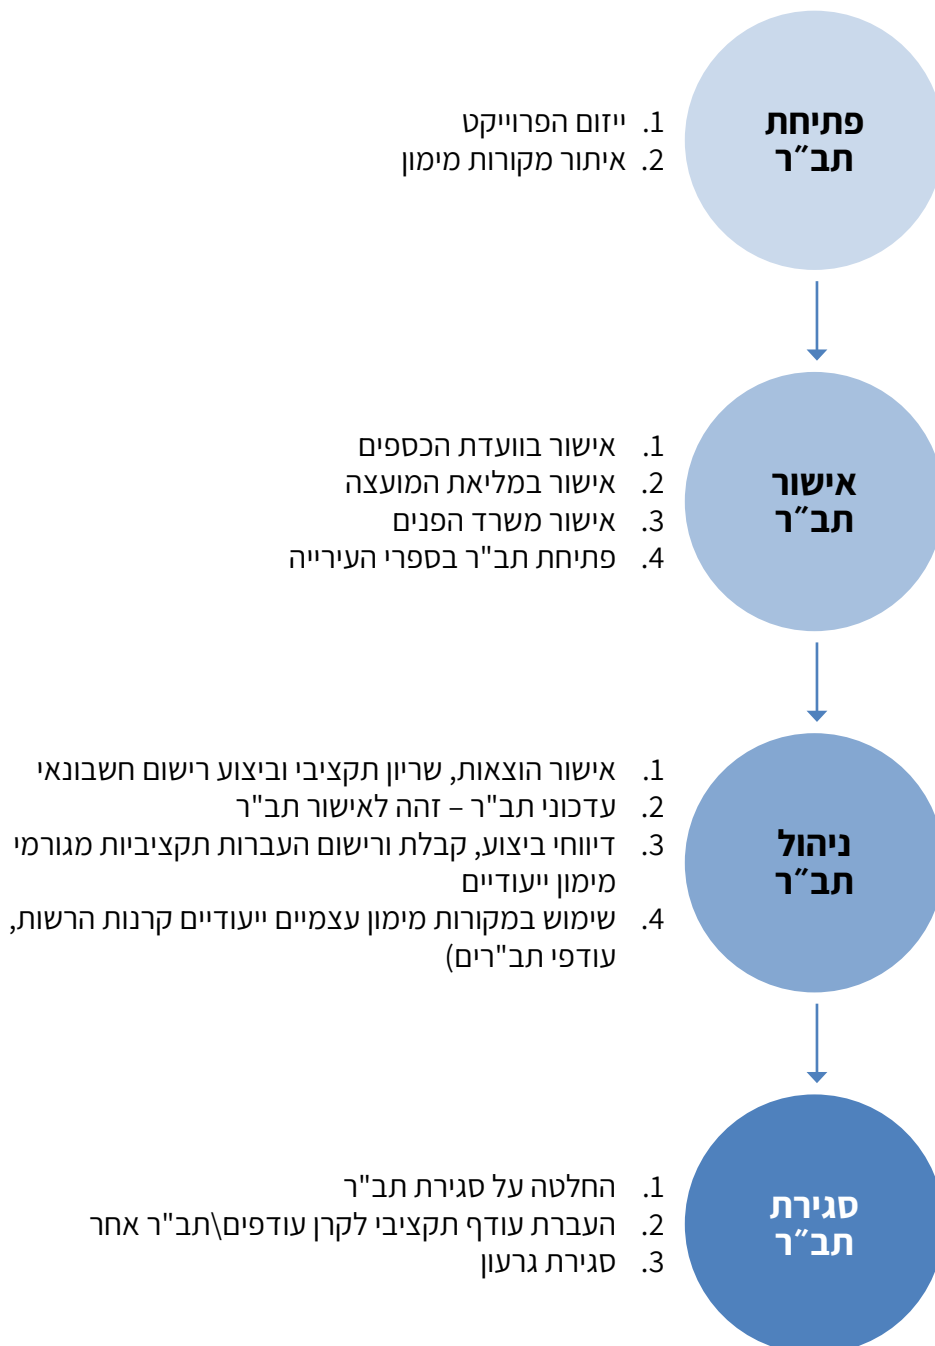 פתיחת
תב״ר
1. ייזום הפרוייקט
2. איתור מקורות מימון
אישור
תב״ר
1. אישור בוועדת הכספים
2. אישור במליאת המועצה
3. אישור משרד הפנים
4. פתיחת תב"ר בספרי העירייה
ניהול
תב״ר
1. אישור הוצאות, שריון תקציבי וביצוע רישום חשבונאי
2. עדכוני תב"ר – זהה לאישור תב"ר
3. דיווחי ביצוע, קבלת ורישום העברות תקציביות מגורמי
מימון ייעודיים
4. שימוש במקורות מימון עצמיים ייעודיים קרנות הרשות,
עודפי תב"רים)
סגירת
תב״ר
1. החלטה על סגירת תב"ר
2. העברת עודף תקציבי לקרן עודפים\תב"ר אחר
3. סגירת גרעון